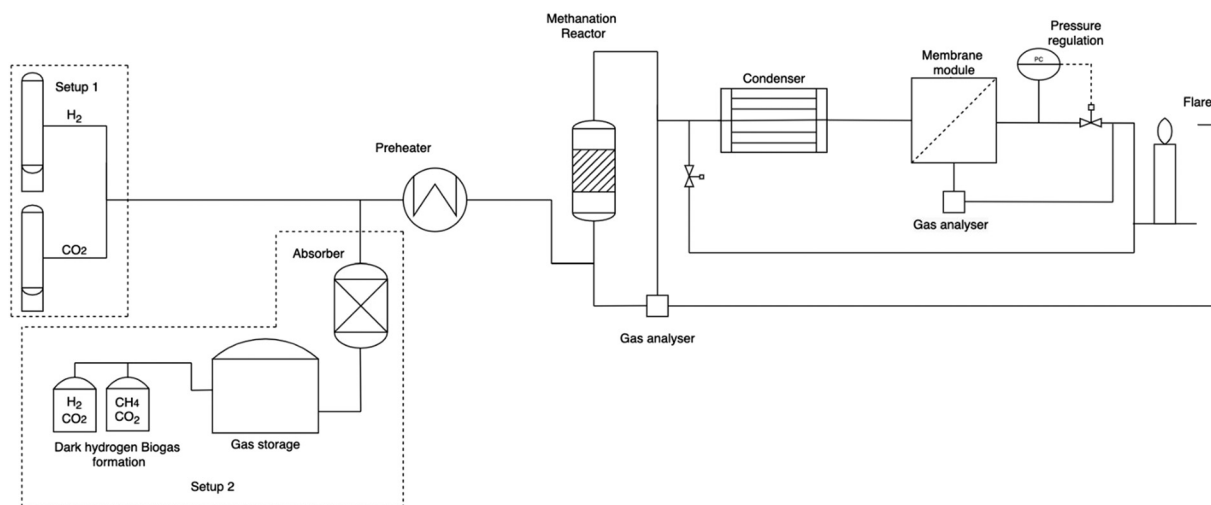 Methanation
Reactor
Pressure
regulation
Membrane
module
PC
Condenser
Setup 1
H2
Flare
Preheater
Gas analyser
CO2
Absorber
Gas analyser
H2
CO2
CH4
CO2
Gas storage
Dark hydrogen Biogas
formation
Setup 2